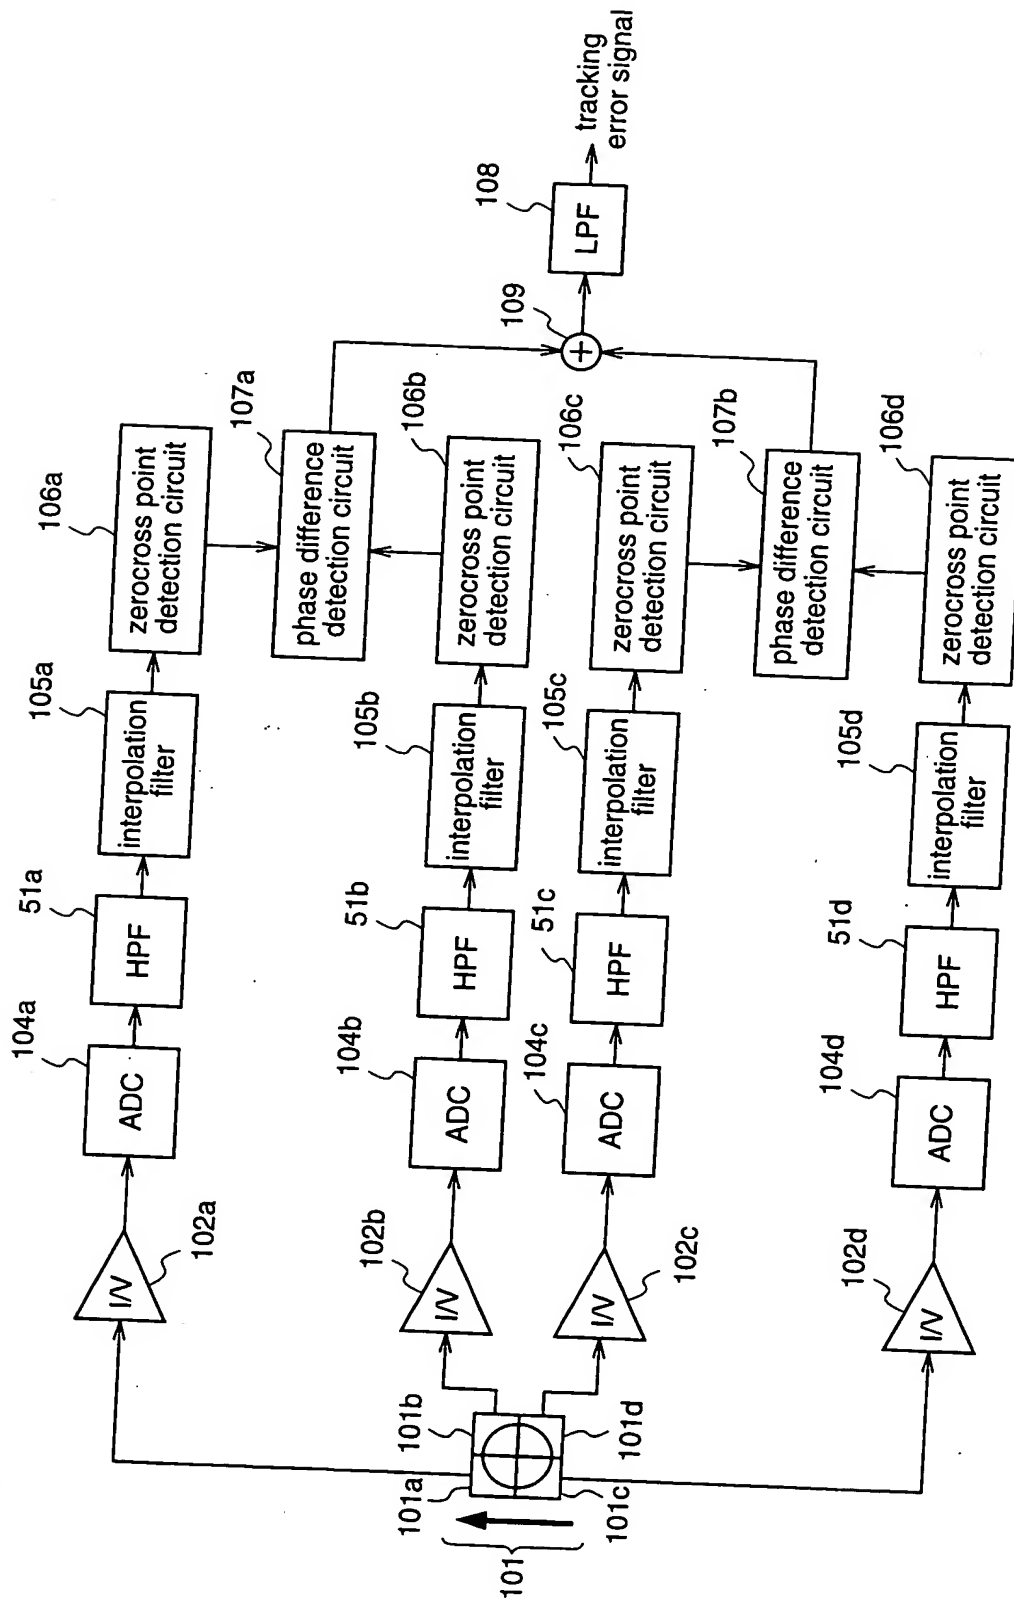 102a
I/V
104a
ADC
51a
HPF
105a
interpolation
filter
106a
zerocross point
detection circuit
107a
phase difference
detection circuit
102b
I/V
104b
ADC
51b
HPF
105b
interpolation
filter
106b
zerocross point
detection circuit
109
+
108
LPF
tracking
error signal
101
101a
101b
101c
101d
102c
I/V
104c
ADC
51c
HPF
105c
interpolation
filter
106c
zerocross point
detection circuit
107b
phase difference
detection circuit
102d
I/V
104d
ADC
51d
HPF
105d
interpolation
filter
106d
zerocross point
detection circuit